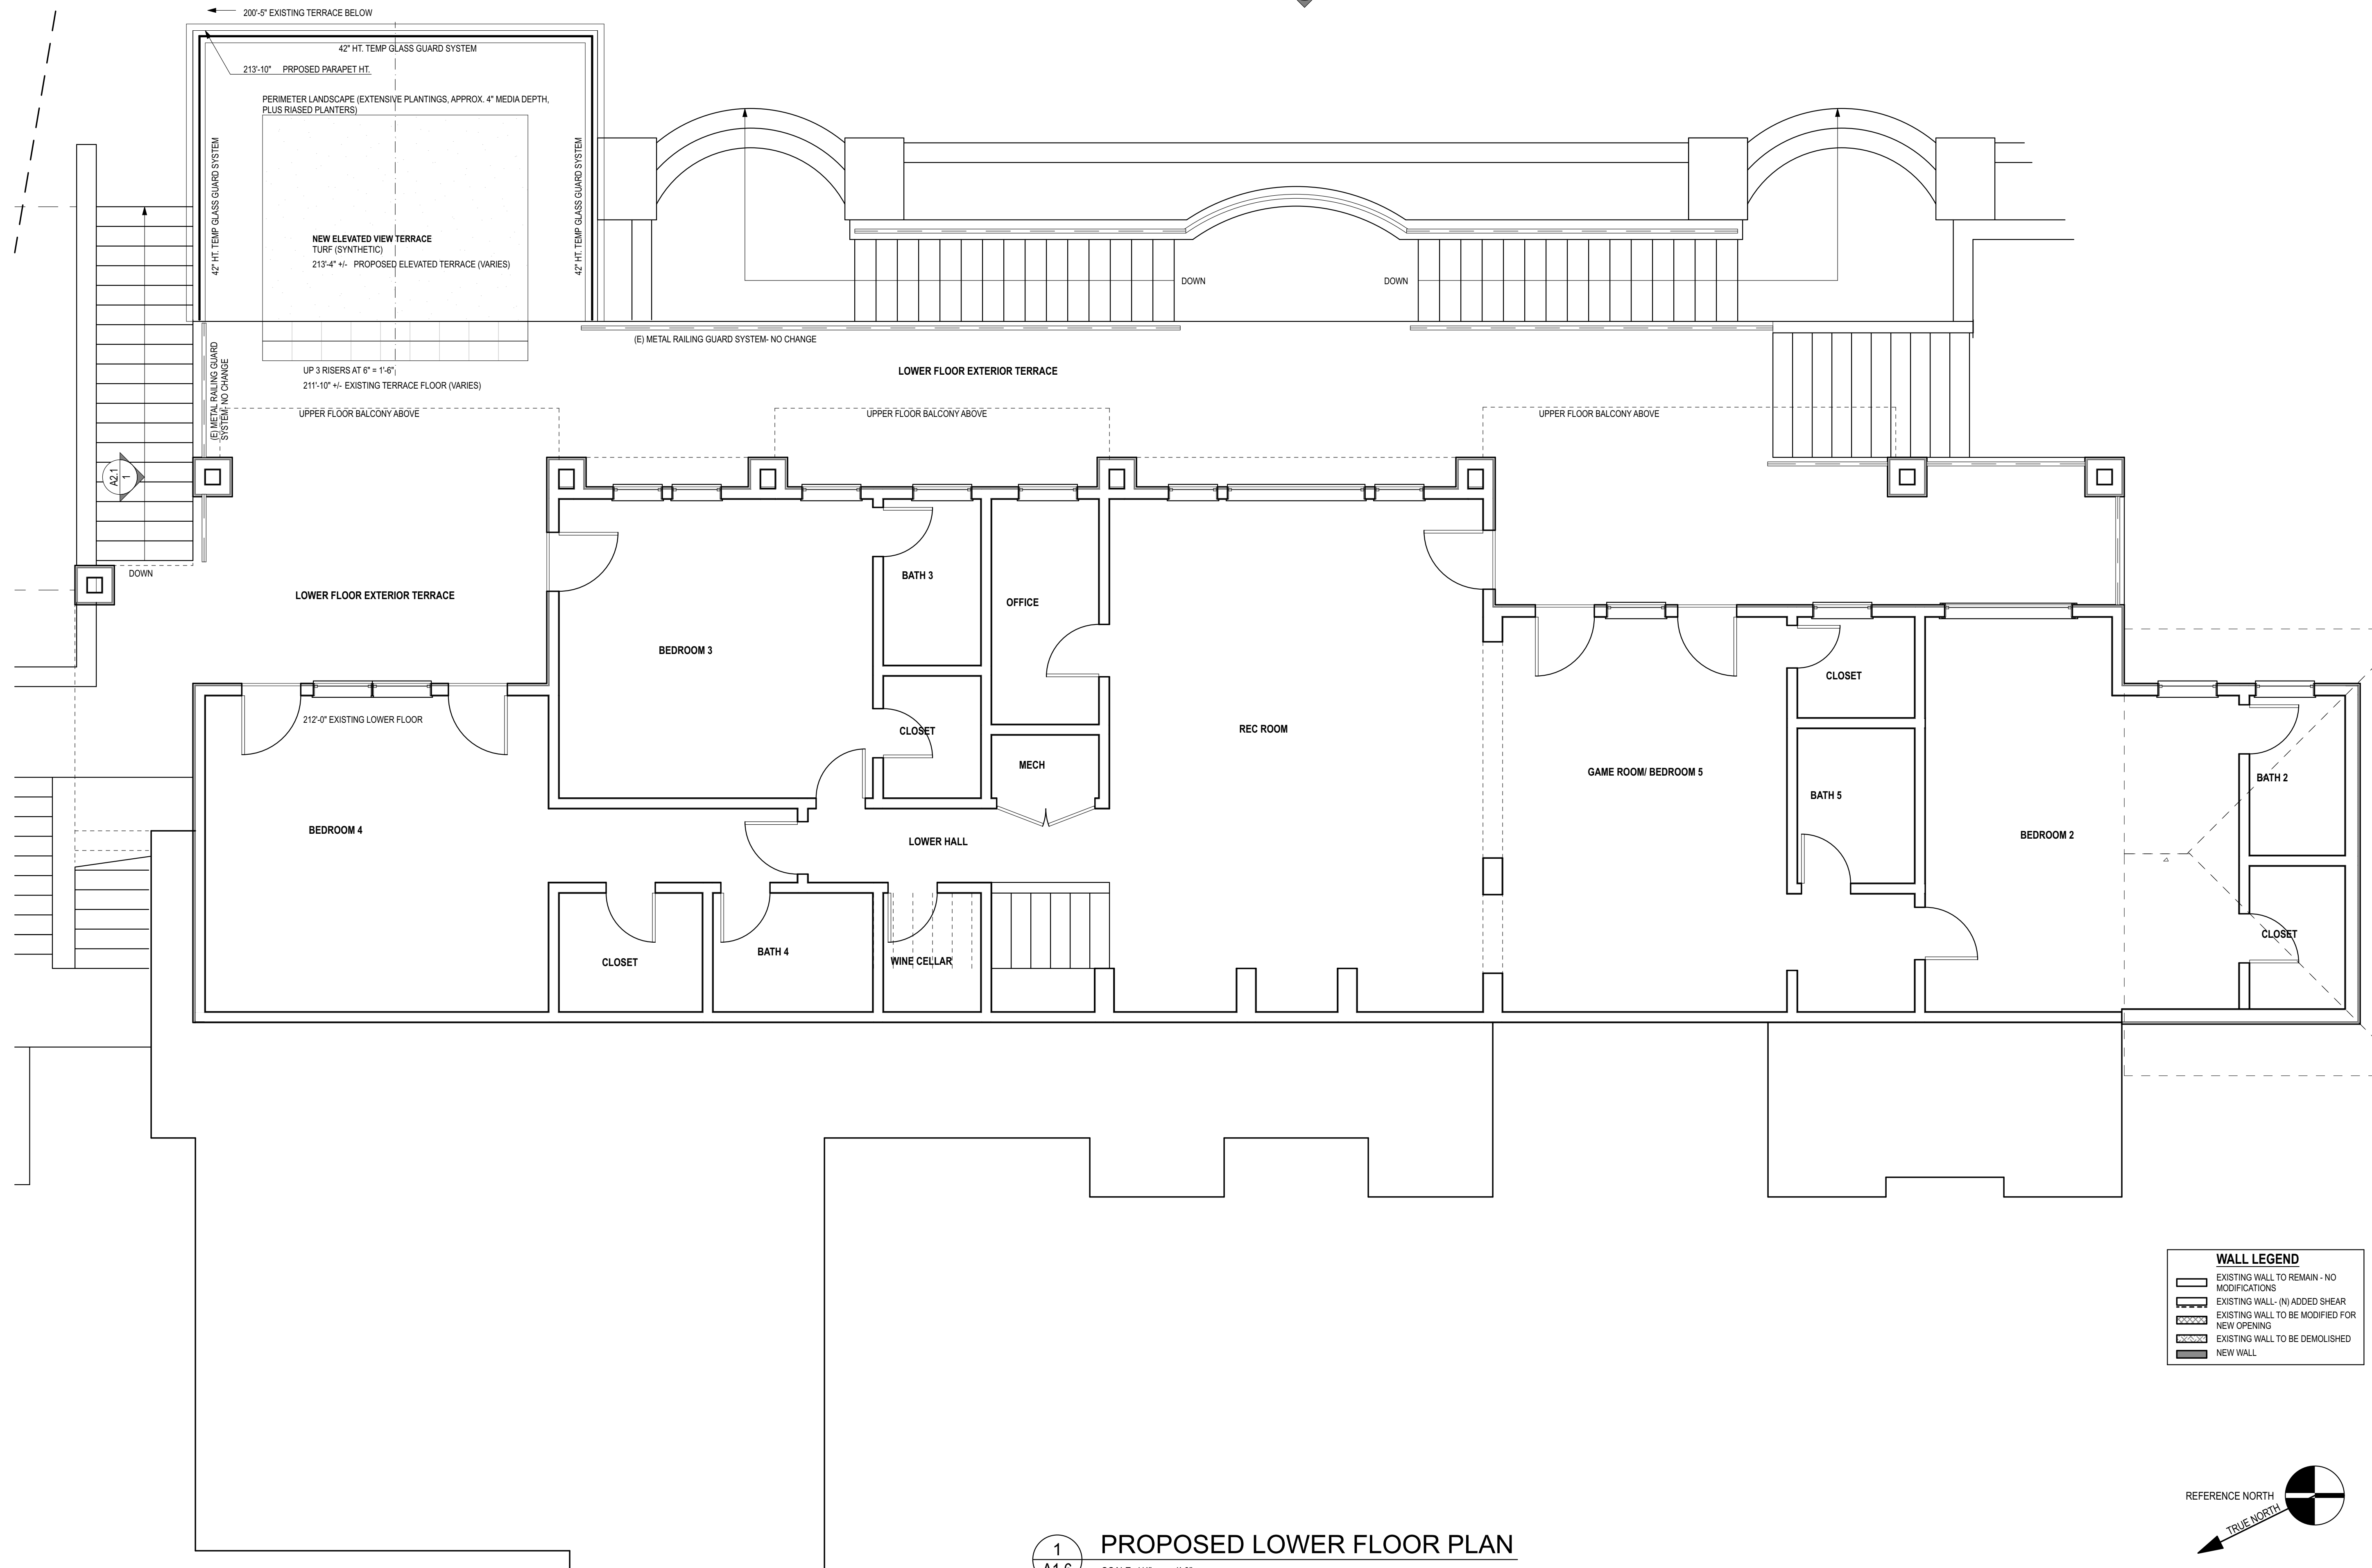 200'-5" EXISTING TERRACE BELOW
42" HT. TEMP GLASS GUARD SYSTEM
213'-10" PRPOSED PARAPET HT.
PERIMETER LANDSCAPE (EXTENSIVE PLANTINGS, APPROX. 4" MEDIA DEPTH,
PLUS RIASED PLANTERS)
42" HT. TEMP GLASS GUARD SYSTEM
42" HT. TEMP GLASS GUARD SYSTEM
NEW ELEVATED VIEW TERRACE
TURF (SYNTHETIC)
213'-4" +/- PROPOSED ELEVATED TERRACE (VARIES)
DOWN
DOWN
(E) METAL RAILING GUARD SYSTEM- NO CHANGE
(E) METAL RAILING GUARD
SYSTEM- NO CHANGE
UP 3 RISERS AT 6" = 1'-6"
211'-10" +/- EXISTING TERRACE FLOOR (VARIES)
LOWER FLOOR EXTERIOR TERRACE
UPPER FLOOR BALCONY ABOVE
UPPER FLOOR BALCONY ABOVE
UPPER FLOOR BALCONY ABOVE
A2.1
1
DOWN
LOWER FLOOR EXTERIOR TERRACE
BATH 3
OFFICE
BEDROOM 3
CLOSET
212'-0" EXISTING LOWER FLOOR
CLOSET
REC ROOM
MECH
GAME ROOM/ BEDROOM 5
BATH 2
BATH 5
BEDROOM 4
BEDROOM 2
LOWER HALL
CLOSET
BATH 4
WINE CELLAR
CLOSET
WALL LEGEND
EXISTING WALL TO REMAIN - NO
MODIFICATIONS
EXISTING WALL- (N) ADDED SHEAR
EXISTING WALL TO BE MODIFIED FOR
NEW OPENING
EXISTING WALL TO BE DEMOLISHED
NEW WALL
REFERENCE NORTH
TRUE NORTH
1
A1.6
PROPOSED LOWER FLOOR PLAN